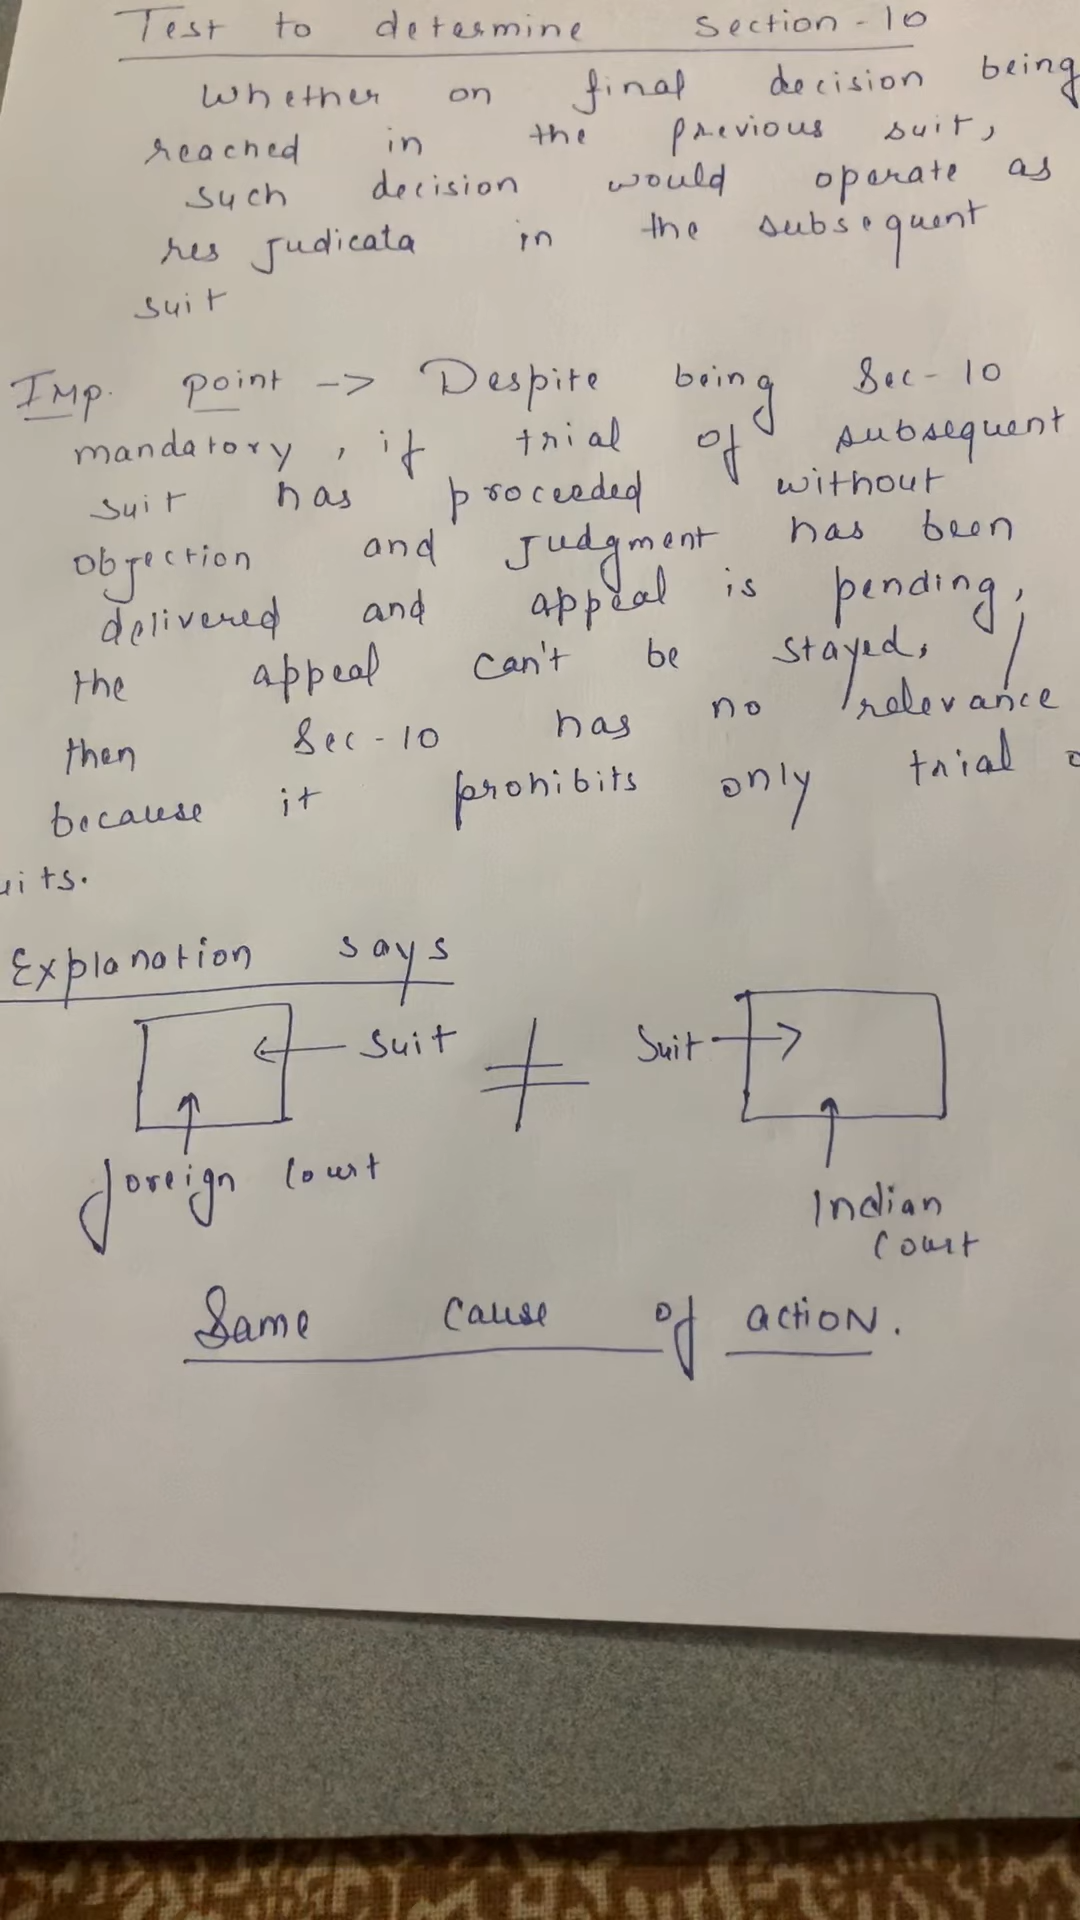 Test to determine Section-10
Whether on final decision being
reached in the previous suit,
such decision would operate as
res judicata in the subsequent
suit
Imp. point -> Despite being Sec-10
mandatory, if trial of subsequent
suit has proceeded without
objection and judgment has been
delivered and appeal is pending,
the appeal can't be stayed,
then Sec-10 has no relevance
because it prohibits only trial
Explanation says
Suit ≠ Suit
foreign court
Indian
court
Same cause of action.